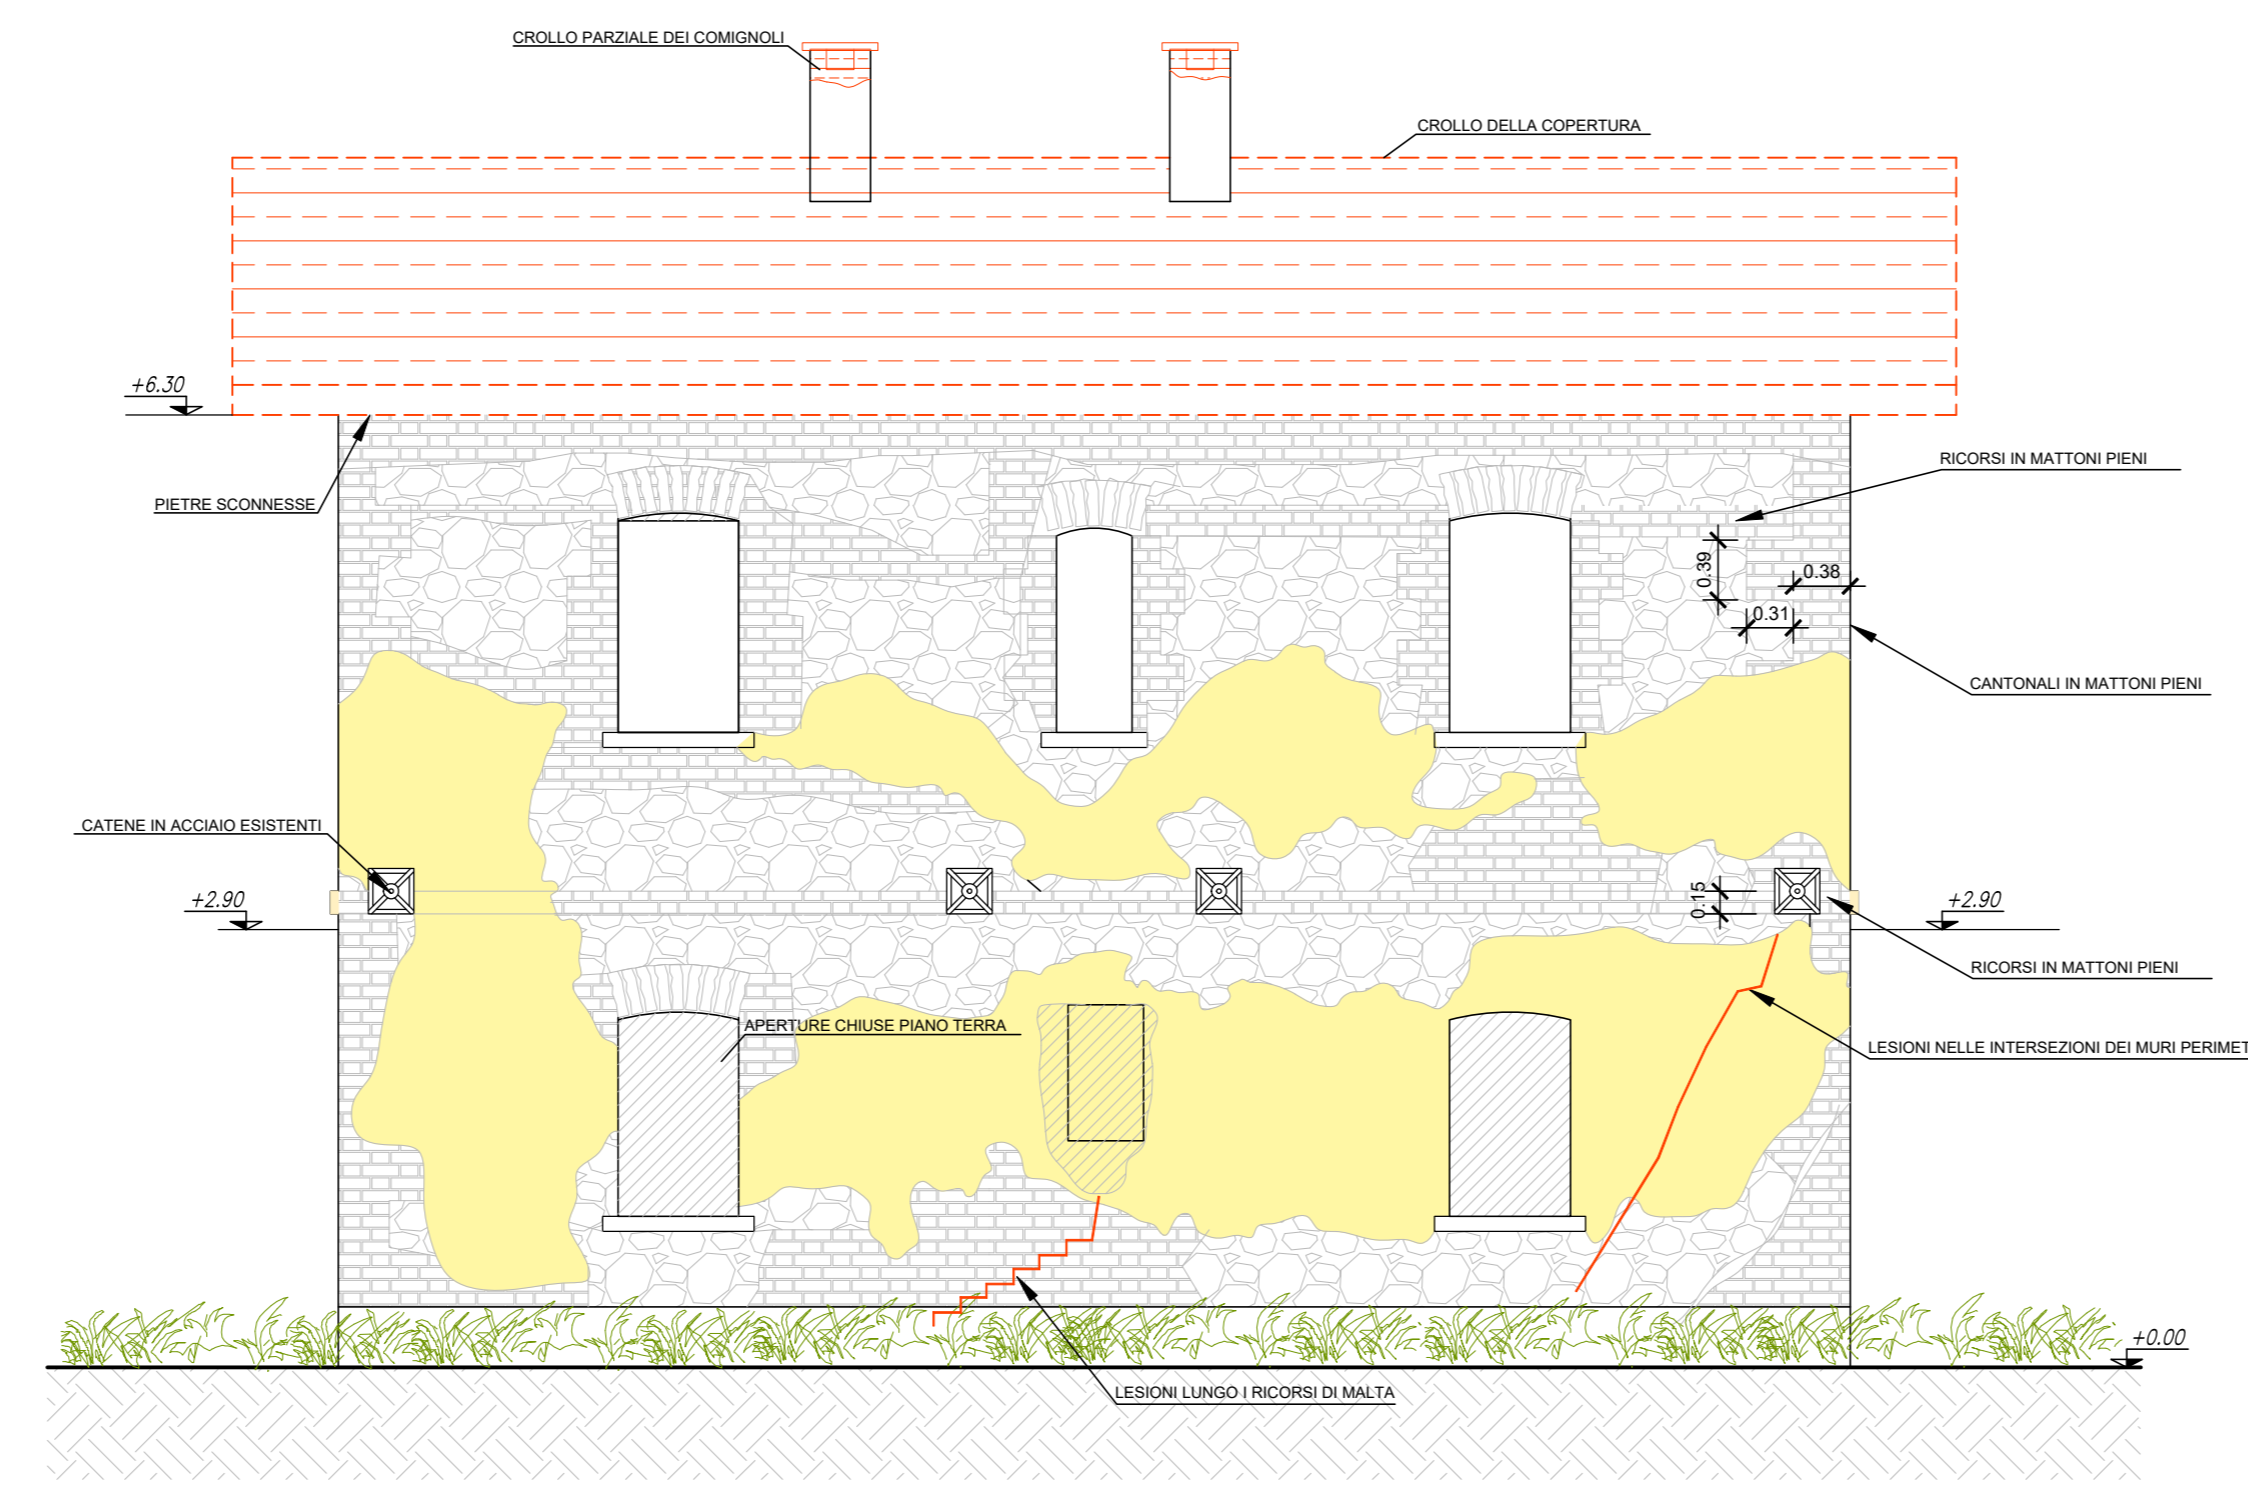 CROLLO PARZIALE DEI COMIGNOLI
CROLLO DELLA COPERTURA
+6.30
PIETRE SCONNESSE
RICORSI IN MATTONI PIENI
0.39
0.38
0.31
CANTONALI IN MATTONI PIENI
CATENE IN ACCIAIO ESISTENTI
+2.90
0.15
+2.90
RICORSI IN MATTONI PIENI
APERTURE CHIUSE PIANO TERRA
LESIONI NELLE INTERSEZIONI DEI MURI PERIMET
+0.00
LESIONI LUNGO I RICORSI DI MALTA